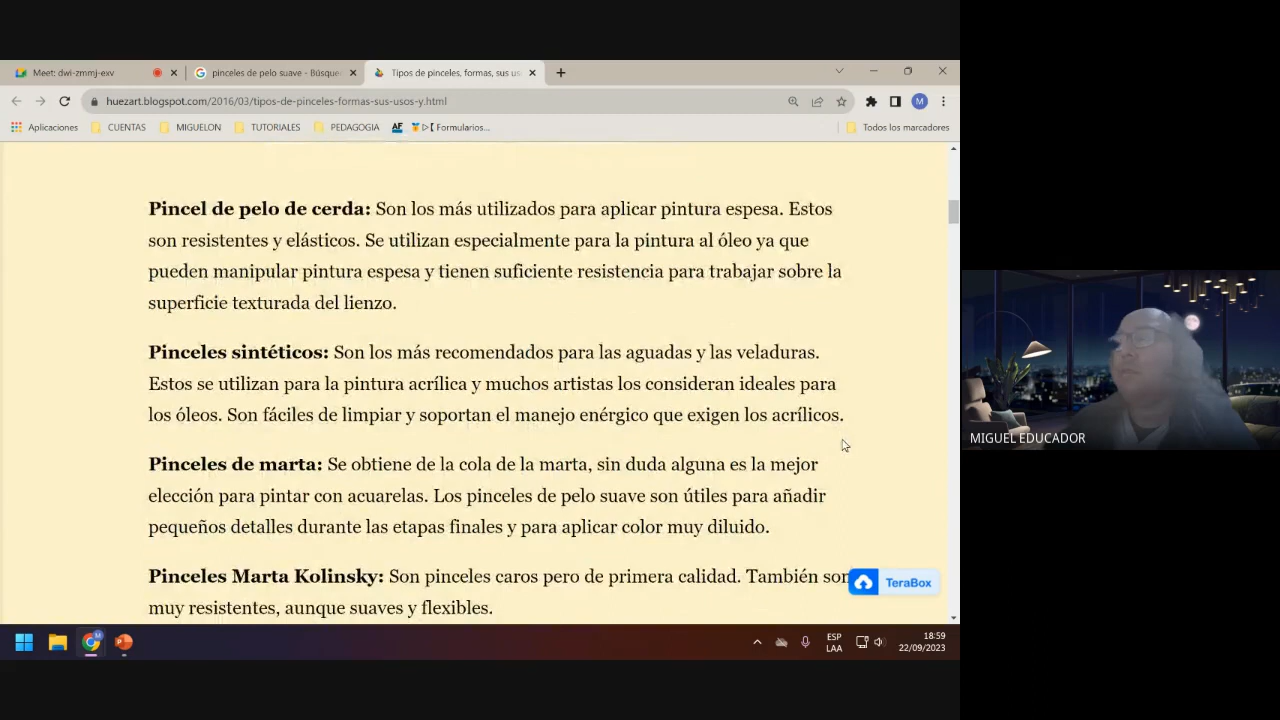 Meet: dwi-zmmj-exv
pinceles de pelo suave - Búsque
Tipos de pinceles, formas, sus us
huezart.blogspot.com/2016/03/tipos-de-pinceles-formas-sus-usos-y.html
M
Aplicaciones
CUENTAS
MIGUELON
TUTORIALES
PEDAGOGIA
AF
Formularios...
Todos los marcadores
Pincel de pelo de cerda: Son los más utilizados para aplicar pintura espesa. Estos
son resistentes y elásticos. Se utilizan especialmente para la pintura al óleo ya que
pueden manipular pintura espesa y tienen suficiente resistencia para trabajar sobre la
superficie texturada del lienzo.
Pinceles sintéticos: Son los más recomendados para las aguadas y las veladuras.
Estos se utilizan para la pintura acrílica y muchos artistas los consideran ideales para
los óleos. Son fáciles de limpiar y soportan el manejo enérgico que exigen los acrílicos.
Pinceles de marta: Se obtiene de la cola de la marta, sin duda alguna es la mejor
elección para pintar con acuarelas. Los pinceles de pelo suave son útiles para añadir
pequeños detalles durante las etapas finales y para aplicar color muy diluido.
Pinceles Marta Kolinsky: Son pinceles caros pero de primera calidad. También son
muy resistentes, aunque suaves y flexibles.
TeraBox
MIGUEL EDUCADOR
ESP
LAA
18:59
22/09/2023